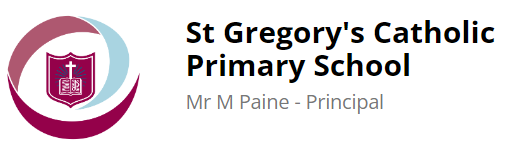 St Gregory's Catholic
Primary School
Mr M Paine - Principal